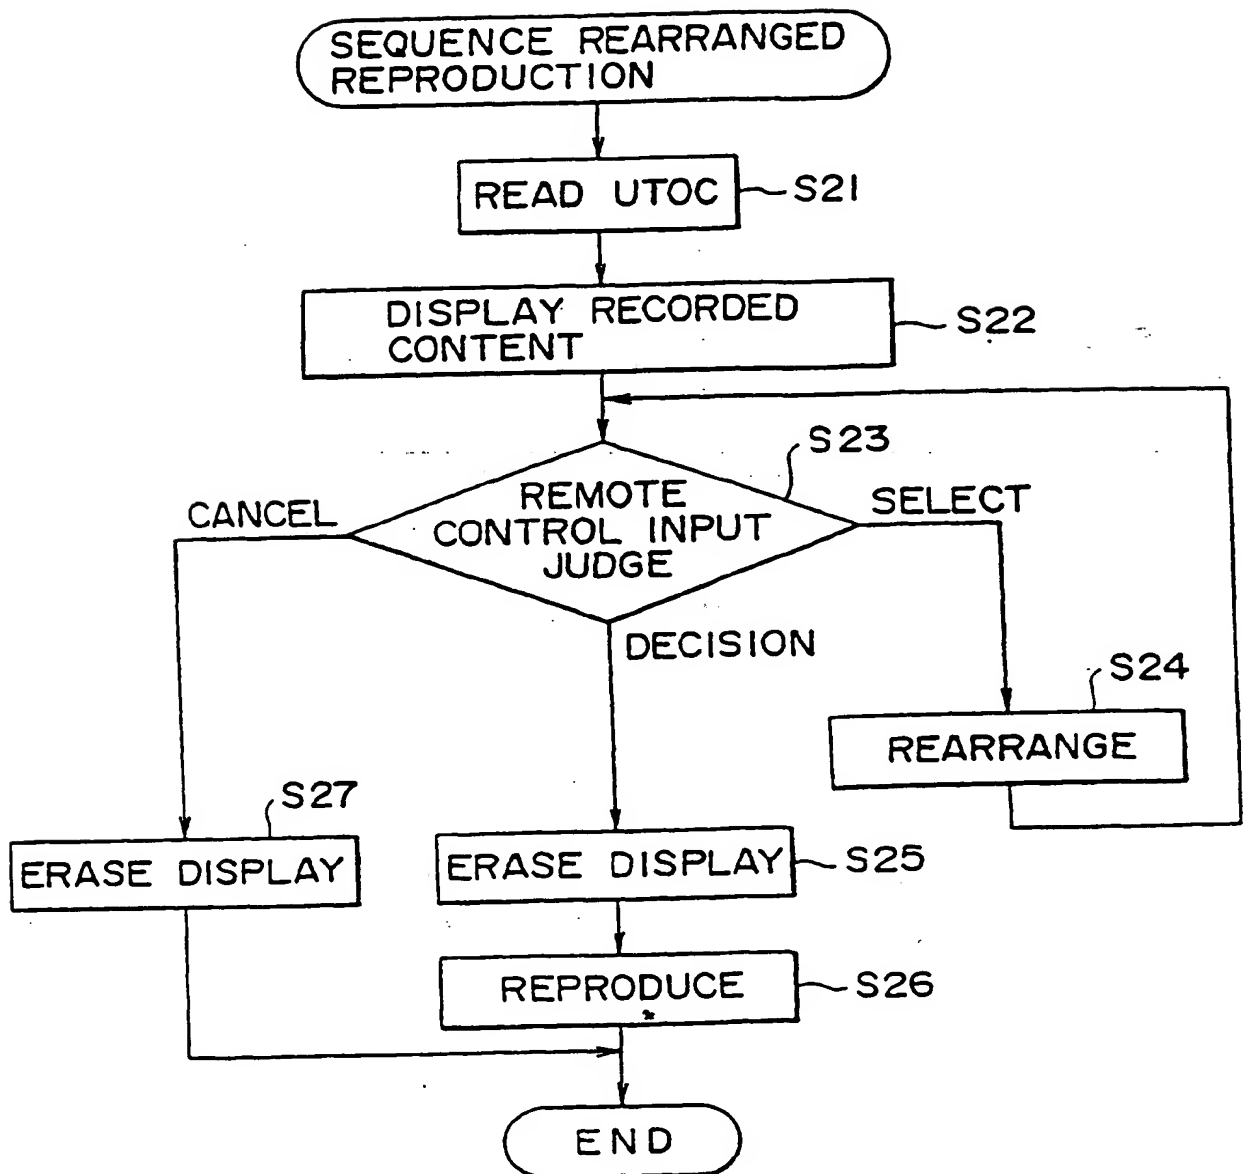 SEQUENCE REARRANGED
REPRODUCTION
READ UTOC
S21
DISPLAY RECORDED
CONTENT
S22
S23
REMOTE
CONTROL INPUT
JUDGE
CANCEL
SELECT
DECISION
S24
REARRANGE
S27
ERASE DISPLAY
ERASE DISPLAY
S25
REPRODUCE
S26
END